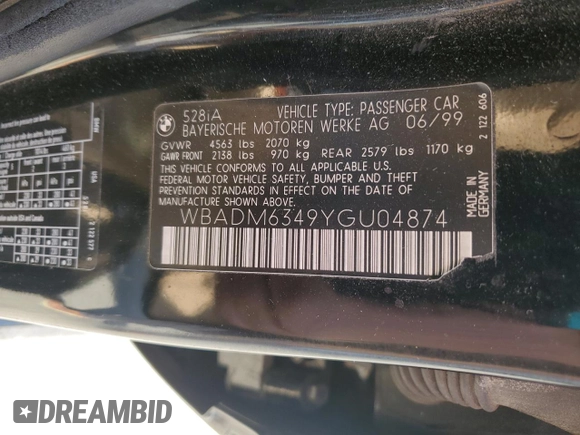 528iA VEHICLE TYPE: PASSENGER CAR
BAYERISCHE MOTOREN WERKE AG 06/99
GVWR 4563 lbs 2070 kg
GAWR FRONT 2138 lbs 970 kg REAR 2579 lbs 1170 kg
THIS VEHICLE CONFORMS TO ALL APPLICABLE
FEDERAL MOTOR VEHICLE SAFETY, BUMPER AND THEFT
PREVENTION STANDARDS IN EFFECT ON THE DATE OF
MANUFACTURE SHOWN ABOVE.
WBADM6349YGU04874
MADE IN
GERMANY
2 122 606
DREAMBID